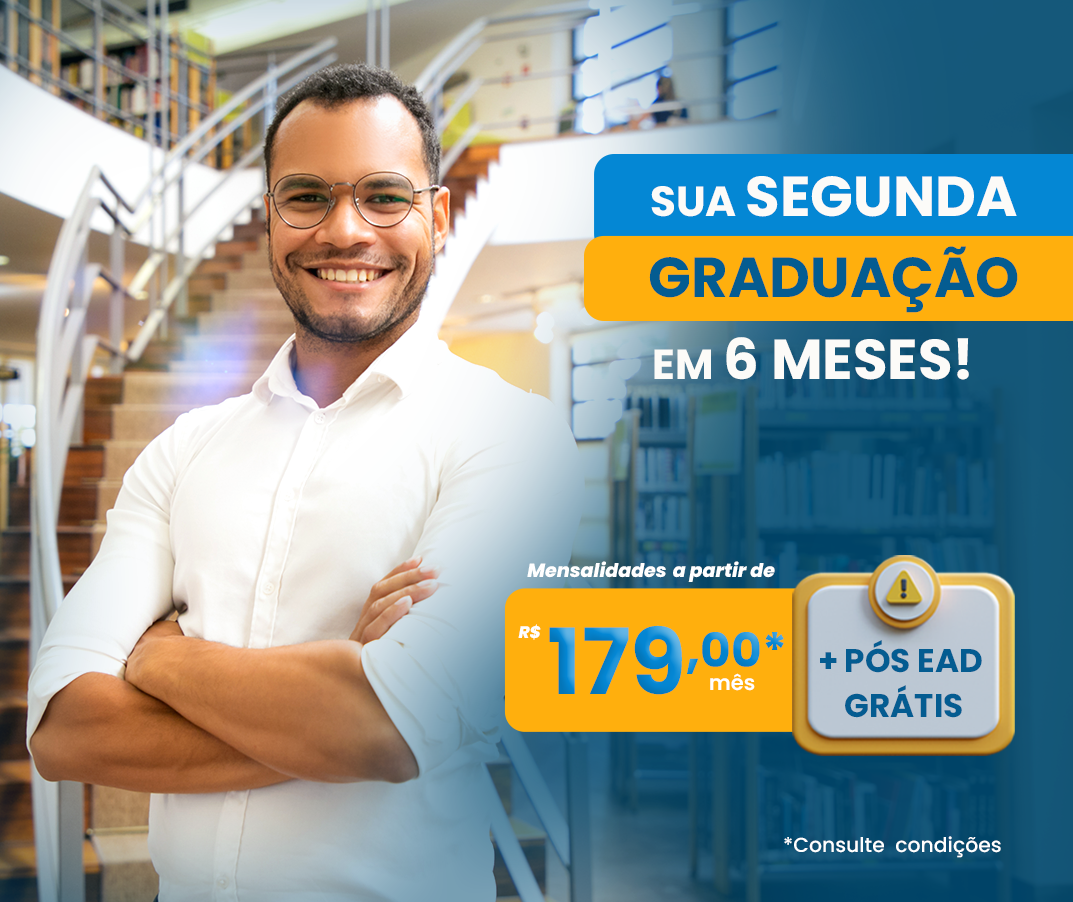 SUA SEGUNDA
GRADUAÇÃO
EM 6 MESES!
Mensalidades a partir de
R$ 179,00*
mês
+ PÓS EAD
GRÁTIS
*Consulte condições